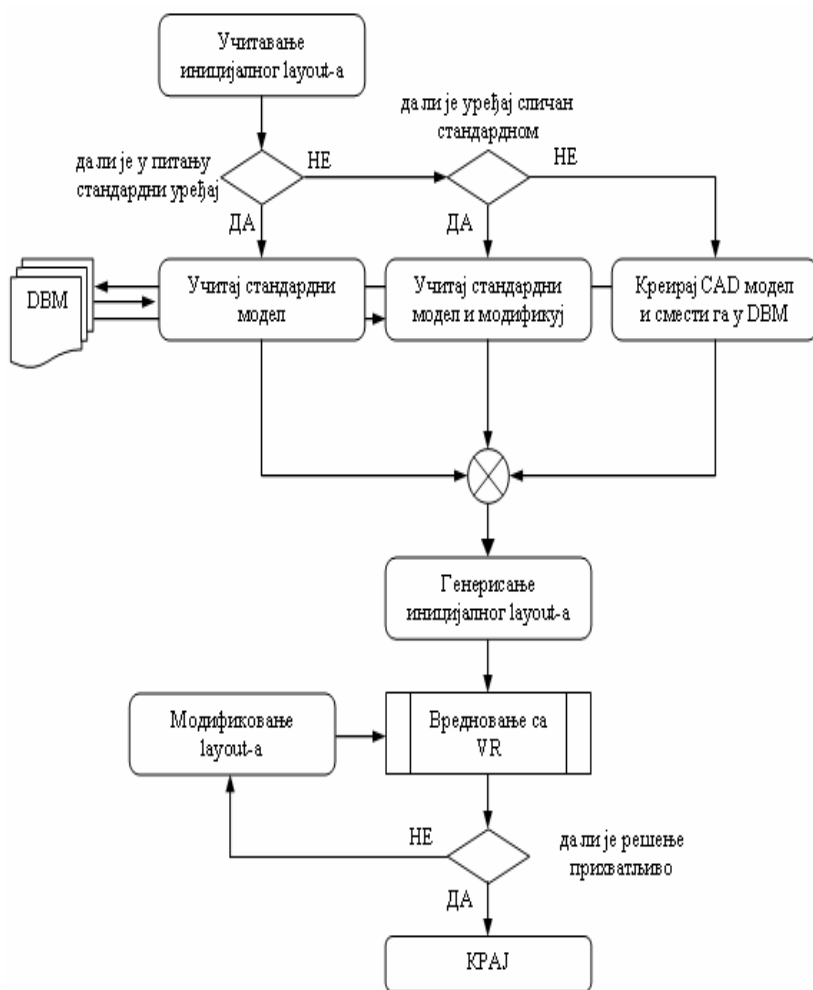 Учитавање
иницијалног layout-a
да ли је уређај сличан
стандардном
да ли је у питању
стандардни уређај
НЕ
НЕ
ДА
ДА
DBM
Учитај стандардни
модел
Учитај стандардни
модел и модификуј
Креирај CAD модел
и смести га у DBM
Генерисање
иницијалног layout-a
Модификовање
layout-a
Вредновање са
VR
НЕ
да ли је решење
прихватљиво
ДА
КРАЈ